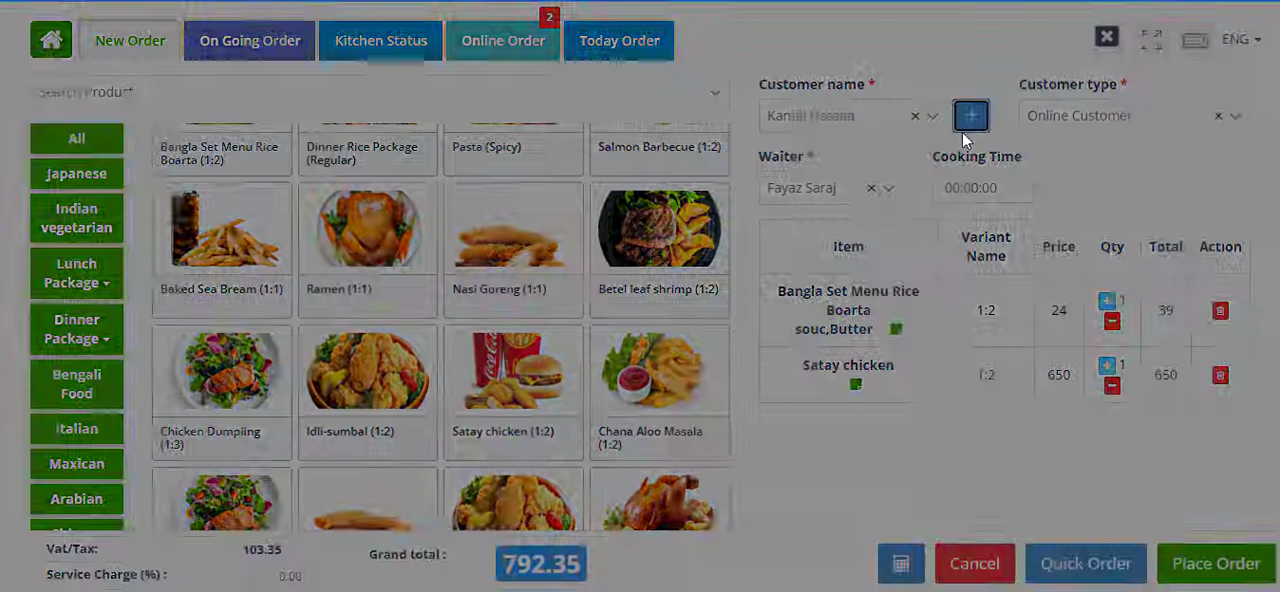 New Order
On Going Order
Kitchen Status
Online Order
2
Today Order
ENG
Search Product
All
Japanese
Indian
vegetarian
Lunch
Package
Dinner
Package
Bengali
Food
Italian
Maxican
Arabian
Bangla Set Menu Rice
Boarta (1:2)
Dinner Rice Package
(Regular)
Pasta (Spicy)
Salmon Barbecue (1:2)
Baked Sea Bream (1:1)
Ramen (1:1)
Nasi Goreng (1:1)
Betel leaf shrimp (1:2)
Chicken Dumpling
(1:3)
Idli-sumbal (1:2)
Satay chicken (1:2)
Chana Aloo Masala
(1:2)
Customer name *
Customer type *
Online Customer
Waiter *
Cooking Time
Fayaz Saraj
00:00:00
Item
Variant
Name
Price
Qty
Total
Action
Bangla Set Menu Rice
Boarta
souc,Butter
1:2
24
1
39
Satay chicken
1:2
650
1
650
Vat/Tax:
103.35
Grand total :
792.35
Service Charge (%) :
0.00
Cancel
Quick Order
Place Order